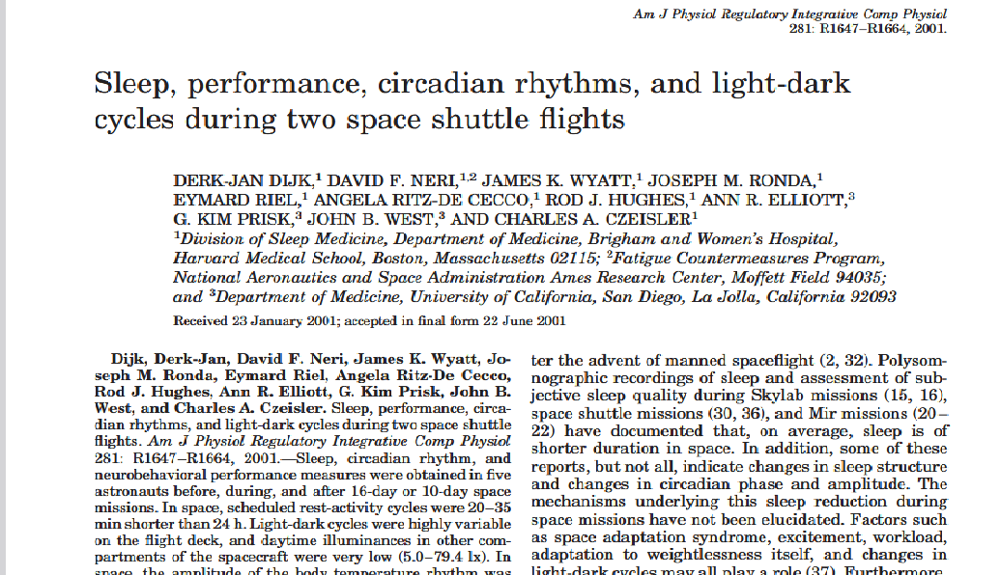 Am J Physiol Regulatory Integrative Comp Physiol
281: R1647–R1664, 2001.
Sleep, performance, circadian rhythms, and light-dark
cycles during two space shuttle flights
DERK-JAN DIJK,¹ DAVID F. NERI,¹,² JAMES K. WYATT,¹ JOSEPH M. RONDA,¹
EYMARD RIEL,¹ ANGELA RITZ-DE CECCO,¹ ROD J. HUGHES,¹ ANN R. ELLIOTT,³
G. KIM PRISK,³ JOHN B. WEST,³ AND CHARLES A. CZEISLER¹
¹Division of Sleep Medicine, Department of Medicine, Brigham and Women's Hospital,
Harvard Medical School, Boston, Massachusetts 02115; ²Fatigue Countermeasures Program,
National Aeronautics and Space Administration Ames Research Center, Moffett Field 94035;
and ³Department of Medicine, University of California, San Diego, La Jolla, California 92093
Received 23 January 2001; accepted in final form 22 June 2001
Dijk, Derk-Jan, David F. Neri, James K. Wyatt, Jo-
seph M. Ronda, Eymard Riel, Angela Ritz-De Cecco,
Rod J. Hughes, Ann R. Elliott, G. Kim Prisk, John B.
West, and Charles A. Czeisler. Sleep, performance, circa-
dian rhythms, and light-dark cycles during two space shuttle
flights. Am J Physiol Regulatory Integrative Comp Physiol
281: R1647–R1664, 2001.—Sleep, circadian rhythm, and
neurobehavioral performance measures were obtained in five
astronauts before, during, and after 16-day or 10-day space
missions. In space, scheduled rest-activity cycles were 20–35
min shorter than 24 h. Light-dark cycles were highly variable
on the flight deck, and daytime illuminances in other com-
partments of the spacecraft were very low (5.0–79.4 lx). In
space, the amplitude of the body temperature rhythm was
ter the advent of manned spaceflight (2, 32). Polysom-
nographic recordings of sleep and assessment of sub-
jective sleep quality during Skylab missions (15, 16),
space shuttle missions (30, 36), and Mir missions (20–
22) have documented that, on average, sleep is of
shorter duration in space. In addition, some of these
reports, but not all, indicate changes in sleep structure
and changes in circadian phase and amplitude. The
mechanisms underlying this sleep reduction during
space missions have not been elucidated. Factors such
as space adaptation syndrome, excitement, workload,
adaptation to weightlessness itself, and changes in
light-dark cycles may all play a role (37). Furthermore,